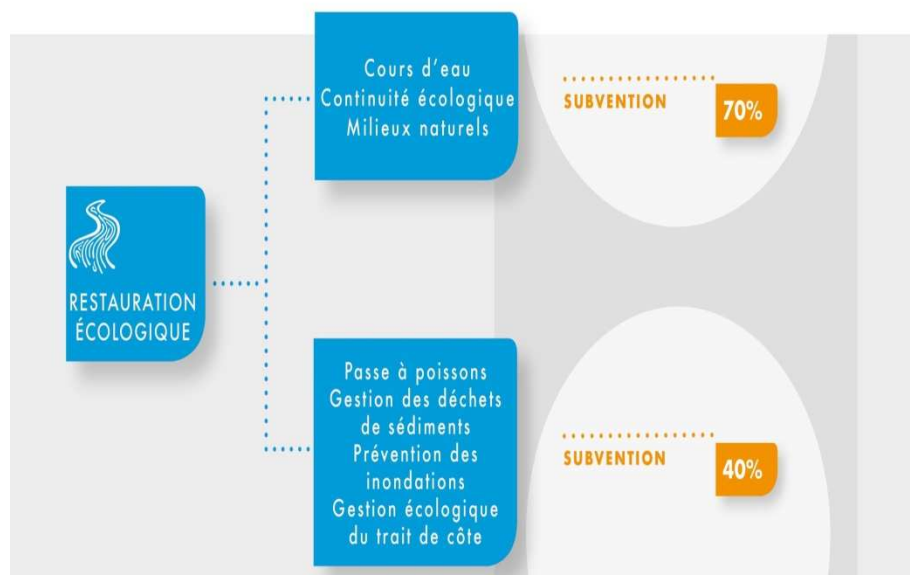 Cours d'eau
Continuité écologique
Milieux naturels
SUBVENTION
70%
RESTAURATION
ÉCOLOGIQUE
Passe à poissons
Gestion des déchets
de sédiments
Prévention des
inondations
Gestion écologique
du trait de côte
SUBVENTION
40%